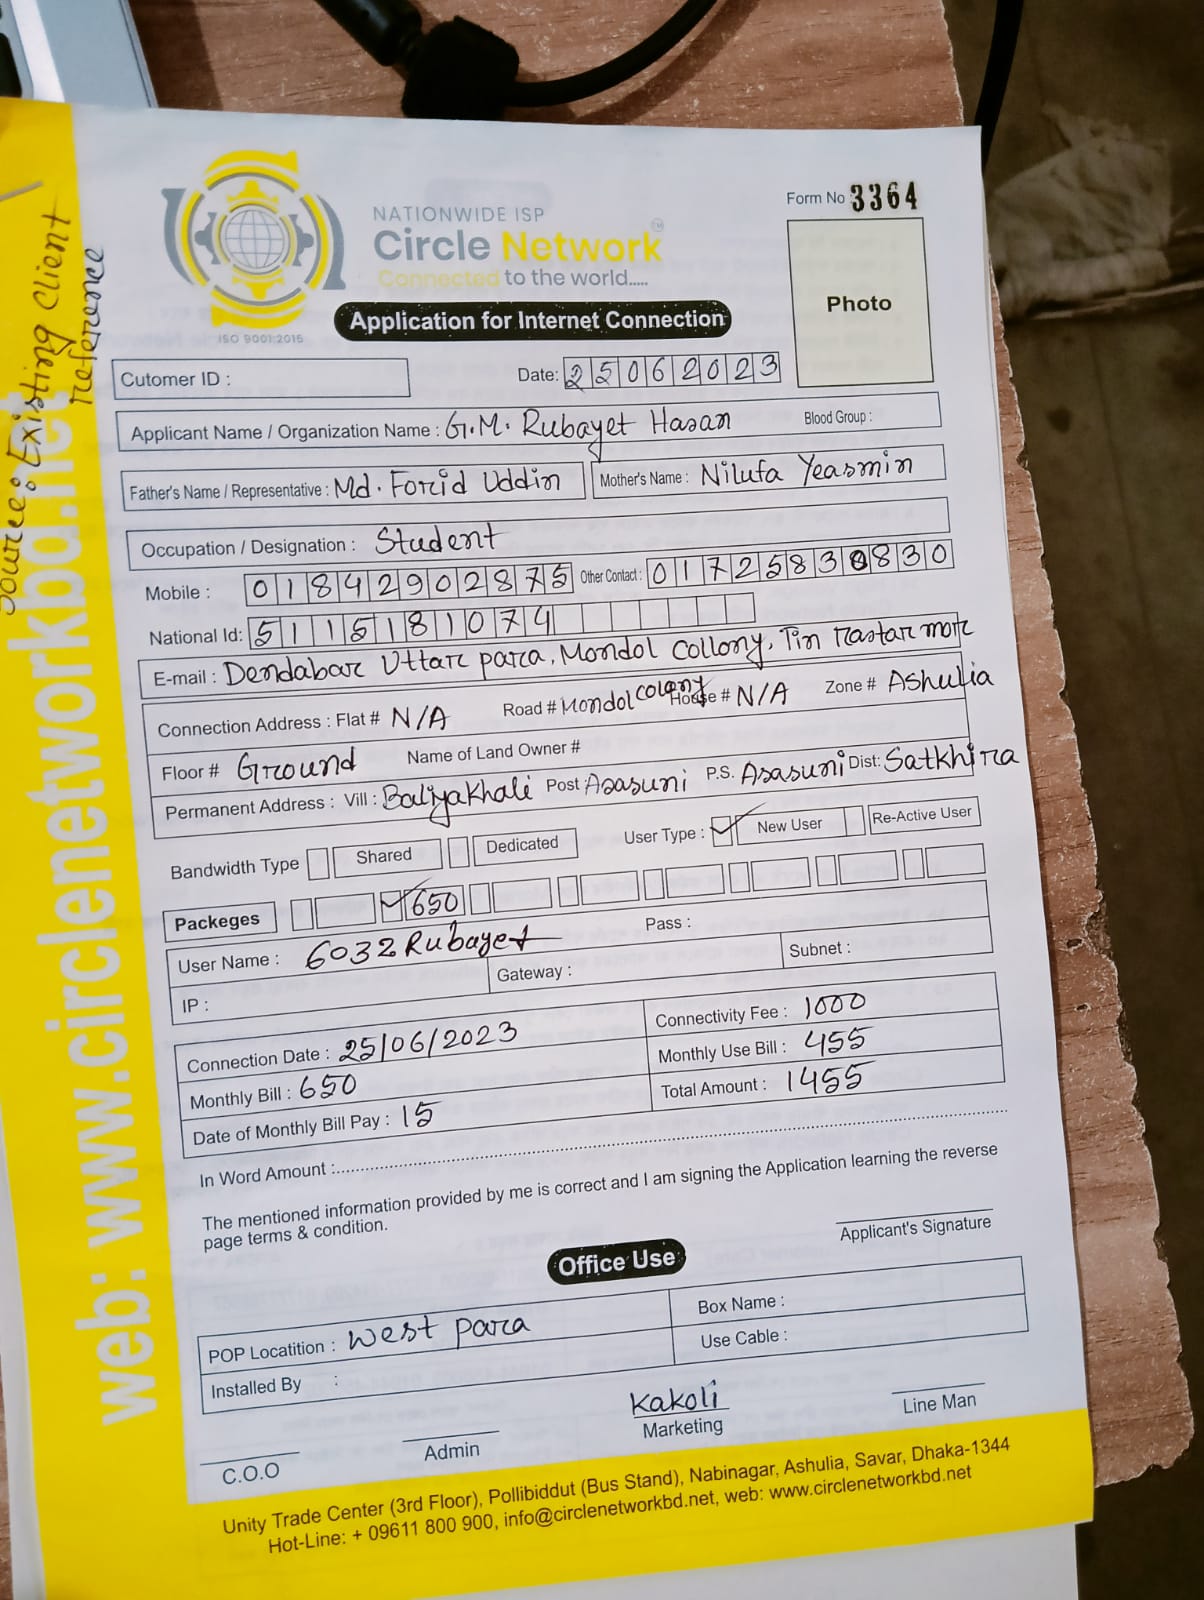 Source: Existing Client
reference
web: www.circlenetworkbd.net
Form No 3364
NATIONWIDE ISP
Circle Network TM
Connected to the world.....
ISO 9001:2015
Photo
Application for Internet Connection
Cutomer ID :
Date: 25062023
Applicant Name / Organization Name : G.M. Rubayet Hasan Blood Group :
Father's Name / Representative : Md. Forid Uddin Mother's Name : Nilufa Yeasmin
Occupation / Designation : Student
Mobile : 01842902875 Other Contact : 01725830830
National Id: 5115181074
E-mail : Dendabar Uttar para, Mondol Collony, Tin rastar morr
Connection Address : Flat # N/A Road # Mondol colony House # N/A Zone # Ashulia
Floor # Ground Name of Land Owner #
Permanent Address : Vill : Baliyakhali Post : Asasuni P.S. Asasuni Dist: Satkhira
Bandwidth Type Shared Dedicated User Type : New User Re-Active User
Packeges 650
User Name : 6032Rubayet Pass :
IP : Gateway : Subnet :
Connection Date : 25/06/2023 Connectivity Fee : 1000
Monthly Bill : 650 Monthly Use Bill : 455
Date of Monthly Bill Pay : 15 Total Amount : 1455
In Word Amount :
The mentioned information provided by me is correct and I am signing the Application learning the reverse
page terms & condition.
Applicant's Signature
Office Use
POP Locatition : West para Box Name :
Installed By : Use Cable :
Kakoli
C.O.O Admin Marketing Line Man
Unity Trade Center (3rd Floor), Pollibiddut (Bus Stand), Nabinagar, Ashulia, Savar, Dhaka-1344
Hot-Line: + 09611 800 900, info@circlenetworkbd.net, web: www.circlenetworkbd.net